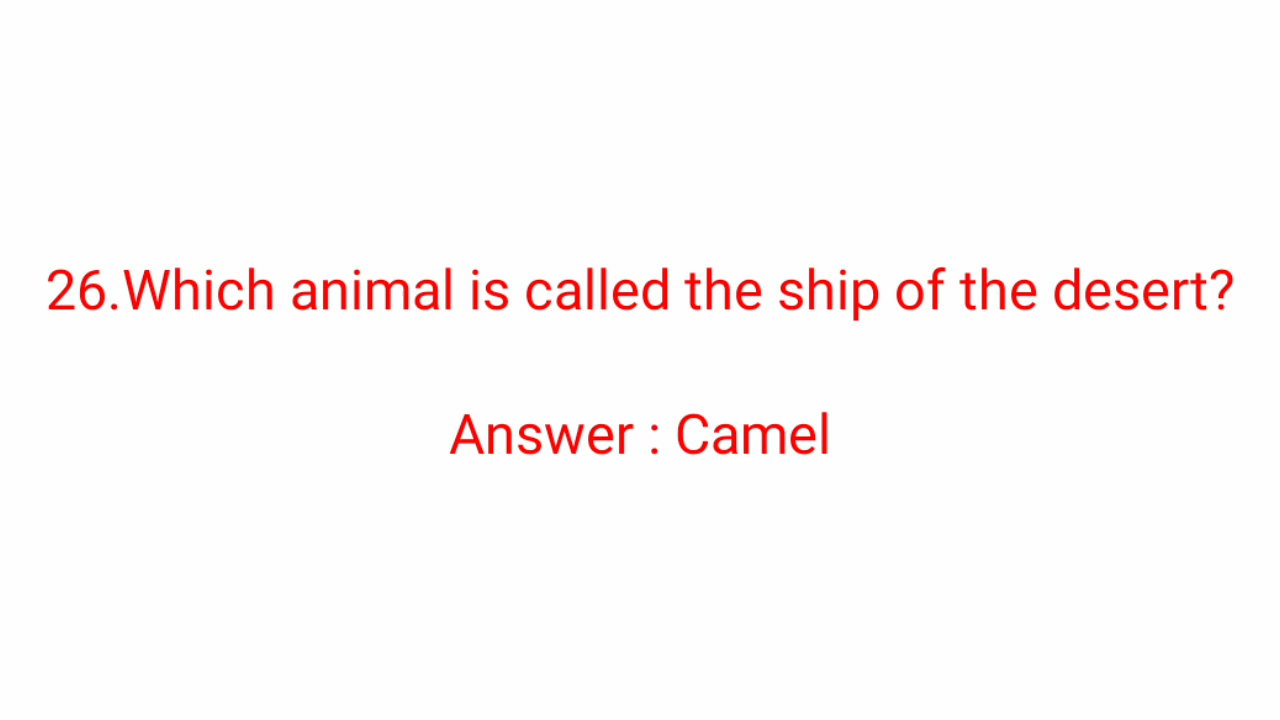 26.Which animal is called the ship of the desert?
Answer : Camel